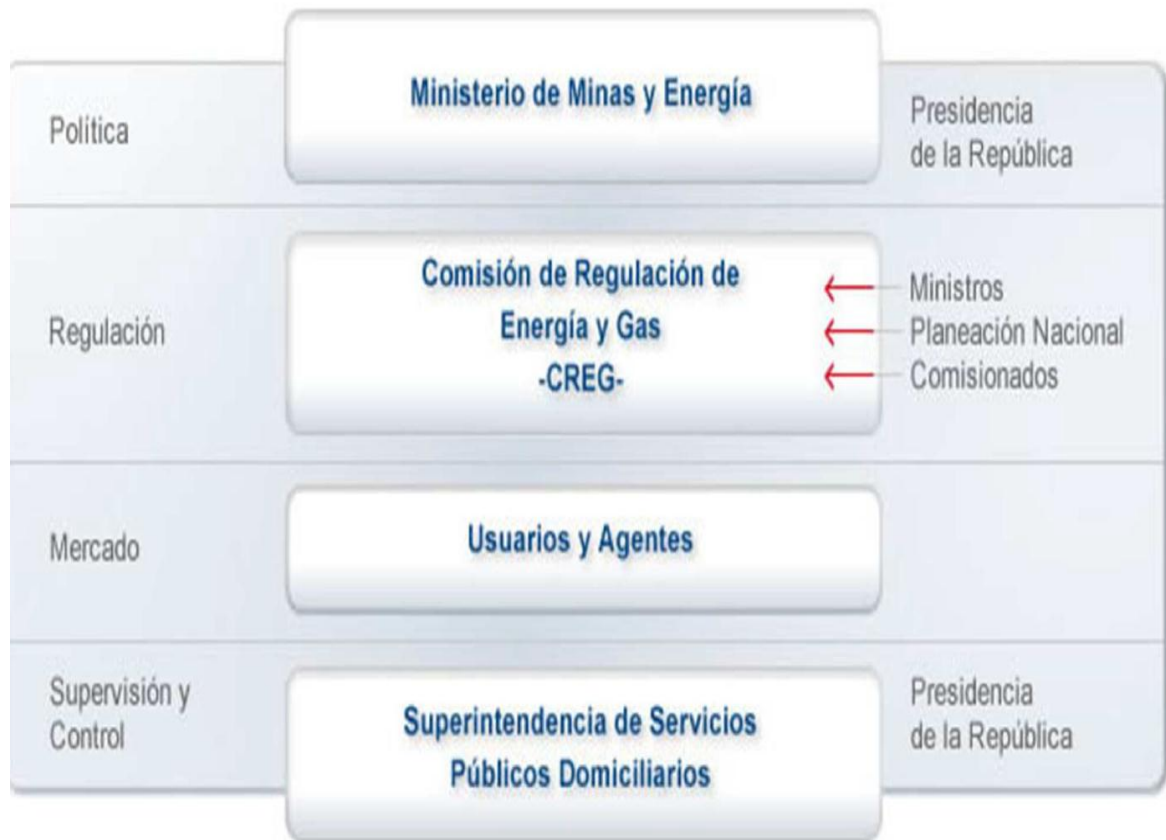 Política
Ministerio de Minas y Energía
Presidencia
de la República
Regulación
Comisión de Regulación de
Energía y Gas
-CREG-
Ministros
Planeación Nacional
Comisionados
Mercado
Usuarios y Agentes
Supervisión y
Control
Superintendencia de Servicios
Públicos Domiciliarios
Presidencia
de la República